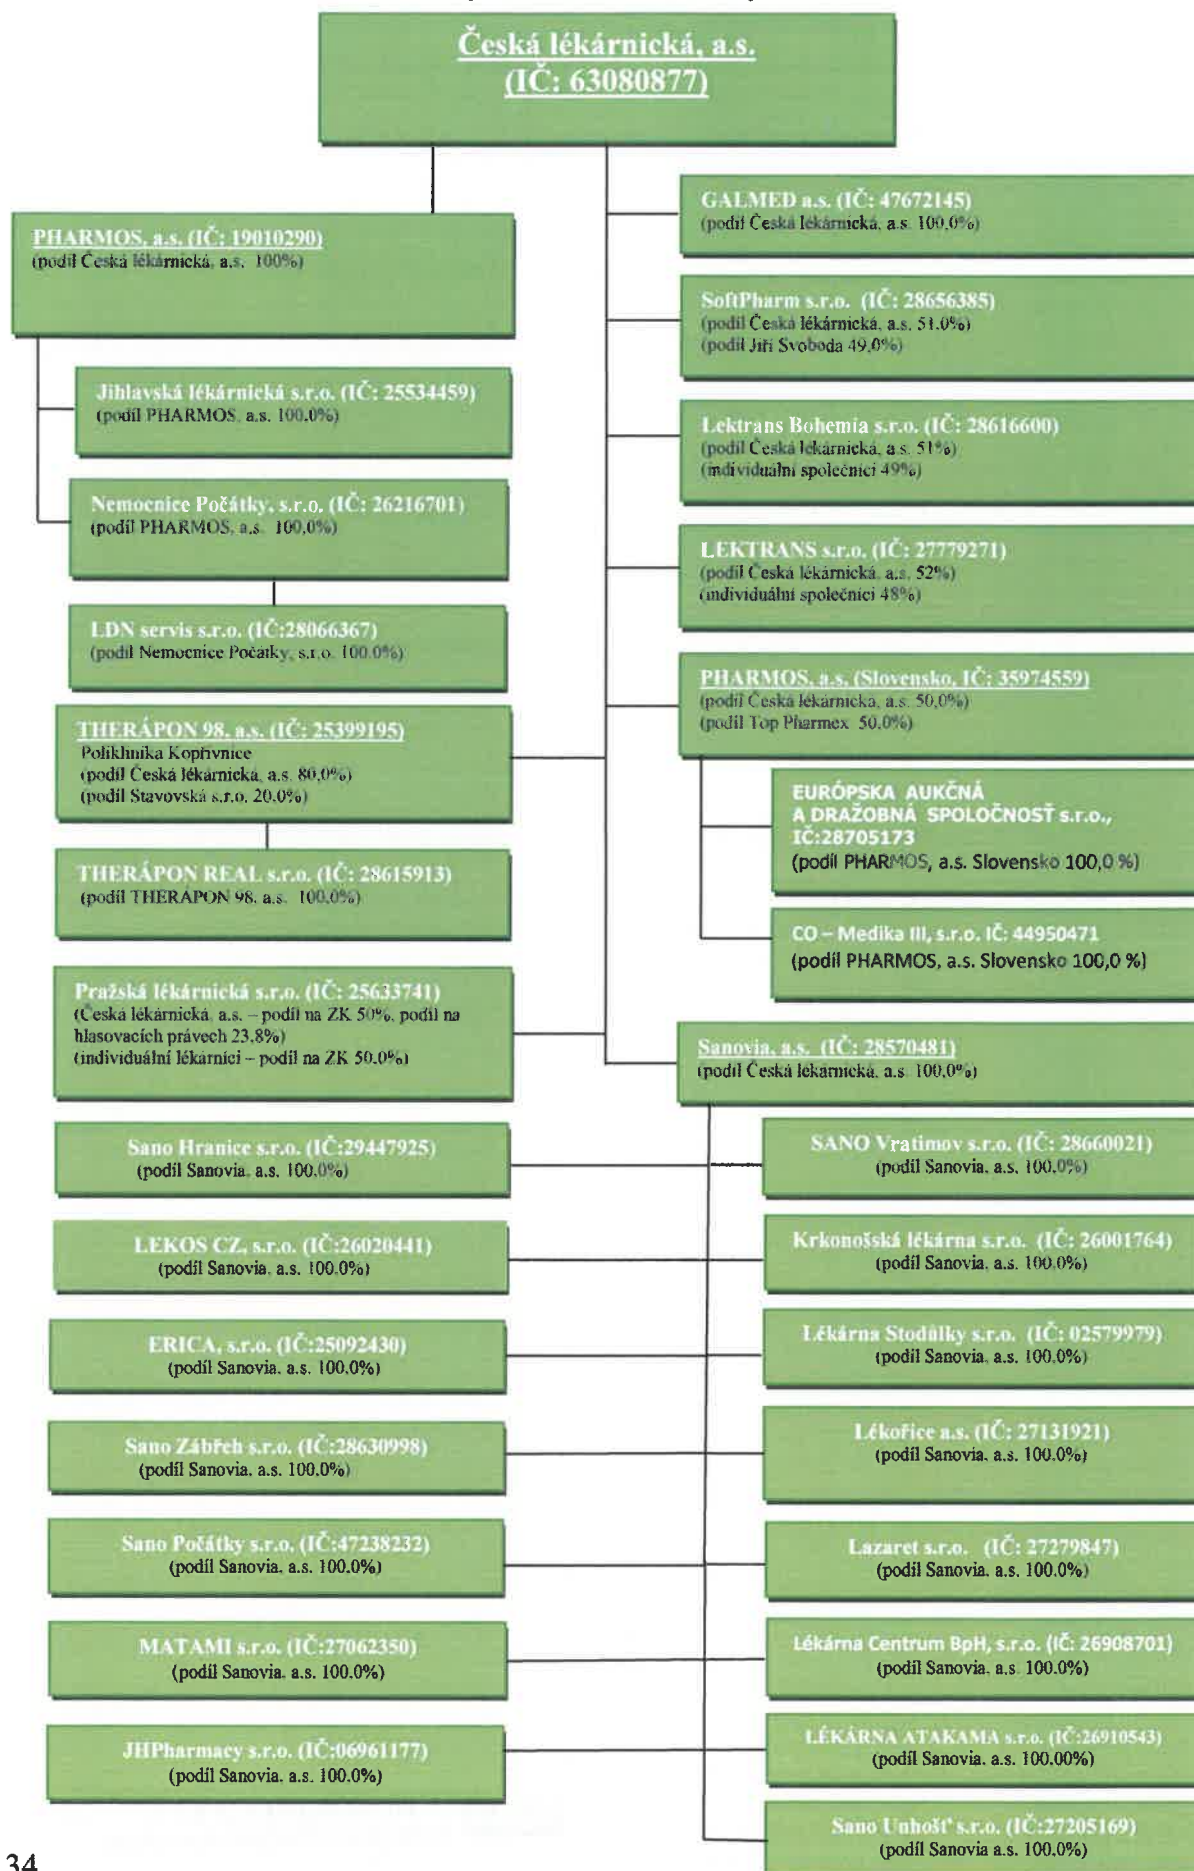 Česká lékárnická, a.s.
(IČ: 63080877)
PHARMOS, a.s. (IČ: 19010290)
(podíl Česká lékárnická, a.s. 100%)
Jihlavská lékárnická s.r.o. (IČ: 25534459)
(podíl PHARMOS, a.s. 100.0%)
Nemocnice Počátky, s.r.o. (IČ: 26216701)
(podíl PHARMOS, a.s. 100,0%)
LDN servis s.r.o. (IČ:28066367)
(podíl Nemocnice Počátky, s.r.o. 100.0%)
THERÁPON 98, a.s. (IČ: 25399195)
Poliklinika Kopřivnice
(podíl Česká lékárnická, a.s. 80,0%)
(podíl Stavovská s.r.o. 20.0%)
THERÁPON REAL s.r.o. (IČ: 28615913)
(podíl THERÁPON 98. a.s. 100.0%)
Pražská lékárnická s.r.o. (IČ: 25633741)
(Česká lékárnická, a.s. – podíl na ZK 50%, podíl na
hlasovacích právech 23,8%)
(individuální lékárníci – podíl na ZK 50.0%)
GALMED a.s. (IČ: 47672145)
(podíl Česká lékárnická, a.s. 100,0%)
SoftPharm s.r.o. (IČ: 28656385)
(podíl Česká lékárnická, a.s. 51.0%)
(podíl Jiří Svoboda 49,0%)
Lektrans Bohemia s.r.o. (IČ: 28616600)
(podíl Česká lékárnická, a.s. 51%)
(individuální společníci 49%)
LEKTRANS s.r.o. (IČ: 27779271)
(podíl Česká lékárnická, a.s. 52%)
(individuální společníci 48%)
PHARMOS, a.s. (Slovensko, IČ: 35974559)
(podíl Česká lékárnická, a.s. 50,0%)
(podíl Top Pharmex 50.0%)
EURÓPSKA AUKČNÁ
A DRAŽOBNÁ SPOLOČNOSŤ s.r.o.,
IČ:28705173
(podíl PHARMOS, a.s. Slovensko 100,0 %)
CO – Medika III, s.r.o. IČ: 44950471
(podíl PHARMOS, a.s. Slovensko 100,0 %)
Sanovia, a.s. (IČ: 28570481)
(podíl Česká lékárnická, a.s. 100,0%)
Sano Hranice s.r.o. (IČ:29447925)
(podíl Sanovia, a.s. 100.0%)
SANO Vratimov s.r.o. (IČ: 28660021)
(podíl Sanovia, a.s. 100,0%)
LEKOS CZ, s.r.o. (IČ:26020441)
(podíl Sanovia, a.s. 100.0%)
Krkonošská lékárna s.r.o. (IČ: 26001764)
(podíl Sanovia. a.s. 100.0%)
ERICA, s.r.o. (IČ:25092430)
(podíl Sanovia. a.s. 100.0%)
Lékárna Stodůlky s.r.o. (IČ: 02579979)
(podíl Sanovia, a.s. 100.0%)
Sano Zábřeh s.r.o. (IČ:28630998)
(podíl Sanovia, a.s. 100.0%)
Lékořice a.s. (IČ: 27131921)
(podíl Sanovia, a.s. 100.0%)
Sano Počátky s.r.o. (IČ:47238232)
(podíl Sanovia. a.s. 100.0%)
Lazaret s.r.o. (IČ: 27279847)
(podíl Sanovia, a.s. 100.0%)
MATAMI s.r.o. (IČ:27062350)
(podíl Sanovia. a.s. 100.0%)
Lékárna Centrum BpH, s.r.o. (IČ: 26908701)
(podíl Sanovia, a.s. 100.0%)
JHPharmacy s.r.o. (IČ:06961177)
(podíl Sanovia. a.s. 100.0%)
LÉKÁRNA ATAKAMA s.r.o. (IČ:26910543)
(podíl Sanovia, a.s. 100.00%)
Sano Unhošť s.r.o. (IČ:27205169)
(podíl Sanovia a.s. 100.0%)
34